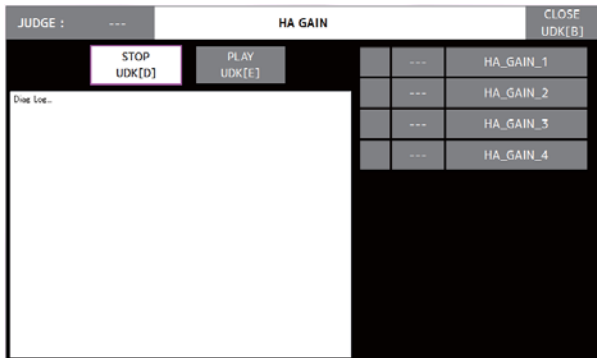 JUDGE : --- HA GAIN CLOSE
UDK[B]
STOP
UDK[D]
PLAY
UDK[E]
Diag Log...
--- HA_GAIN_1
--- HA_GAIN_2
--- HA_GAIN_3
--- HA_GAIN_4